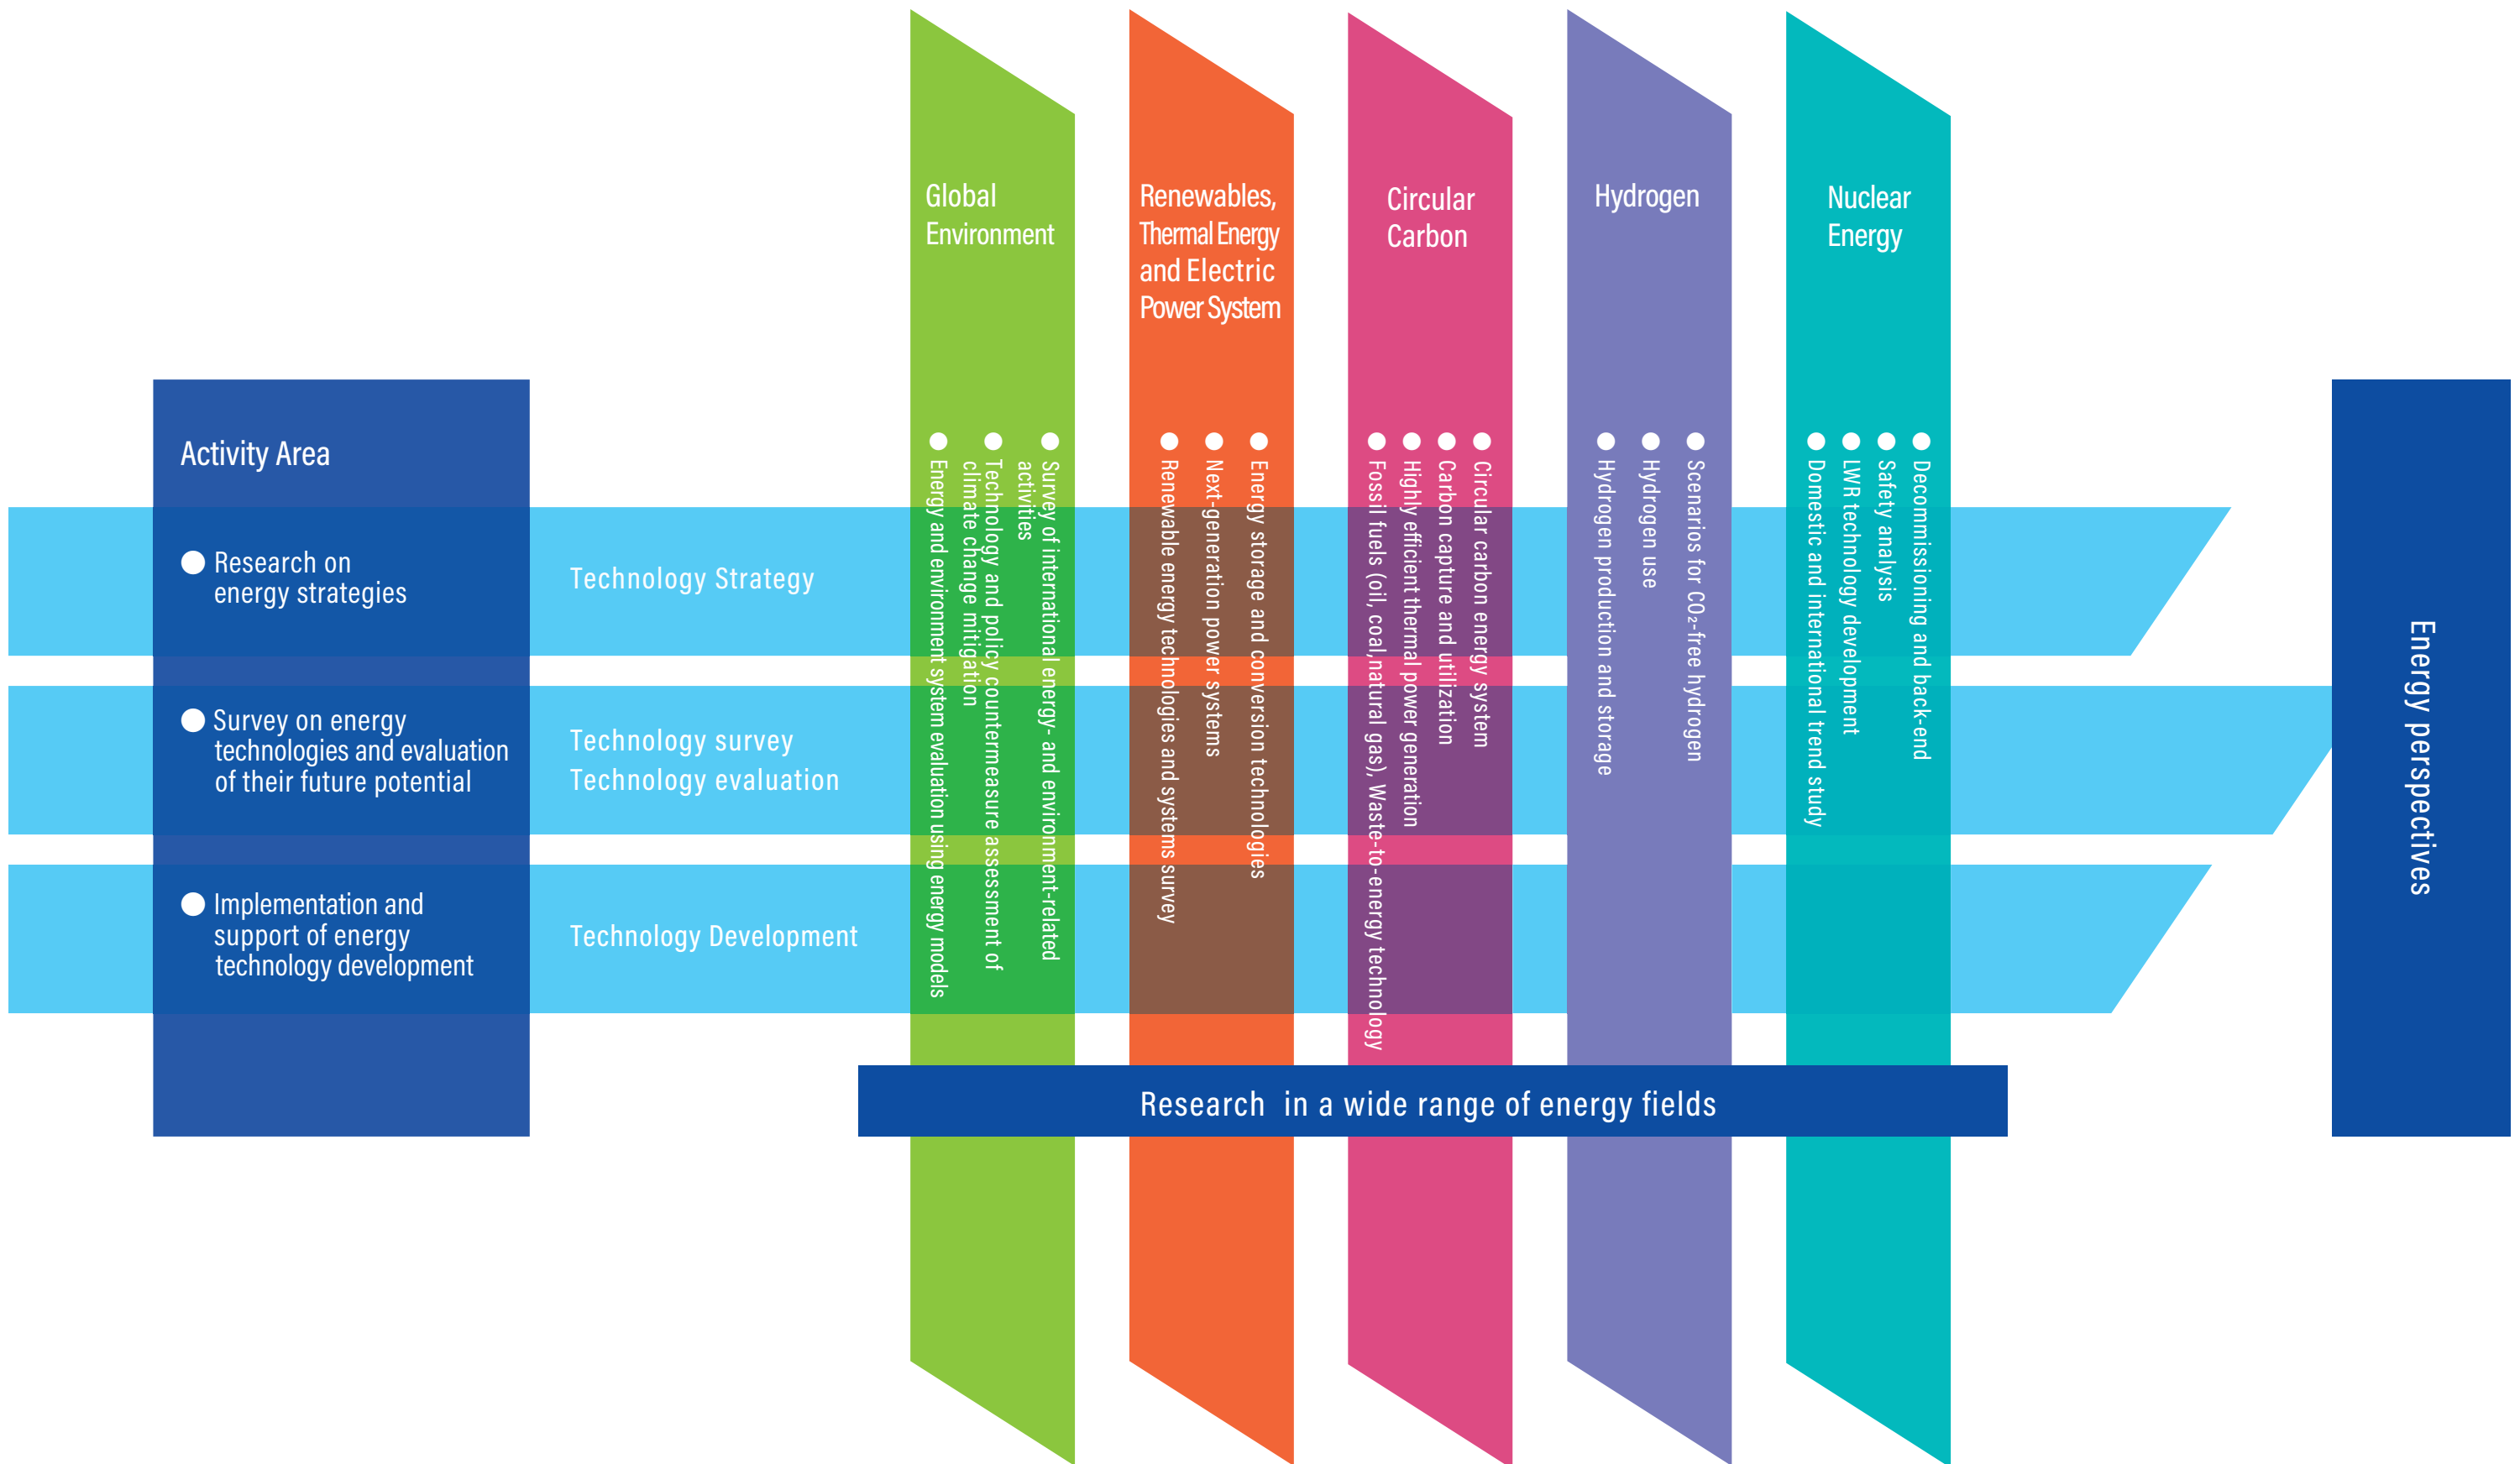 Global
Environment
Renewables,
Thermal Energy
and Electric
Power System
Circular
Carbon
Hydrogen
Nuclear
Energy
Activity Area
● Research on
energy strategies
● Survey on energy
technologies and evaluation
of their future potential
● Implementation and
support of energy
technology development
Technology Strategy
Technology survey
Technology evaluation
Technology Development
● Survey of international energy- and environment-related
activities
● Technology and policy countermeasure assessment of
climate change mitigation
● Energy and environment system evaluation using energy models
● Energy storage and conversion technologies
● Next-generation power systems
● Renewable energy technologies and systems survey
● Circular carbon energy system
● Carbon capture and utilization
● Highly efficient thermal power generation
● Fossil fuels (oil, coal,natural gas), Waste-to-energy technology
● Scenarios for CO₂-free hydrogen
● Hydrogen use
● Hydrogen production and storage
● Decommissioning and back-end
● Safety analysis
● LWR technology development
● Domestic and international trend study
Energy perspectives
Research in a wide range of energy fields